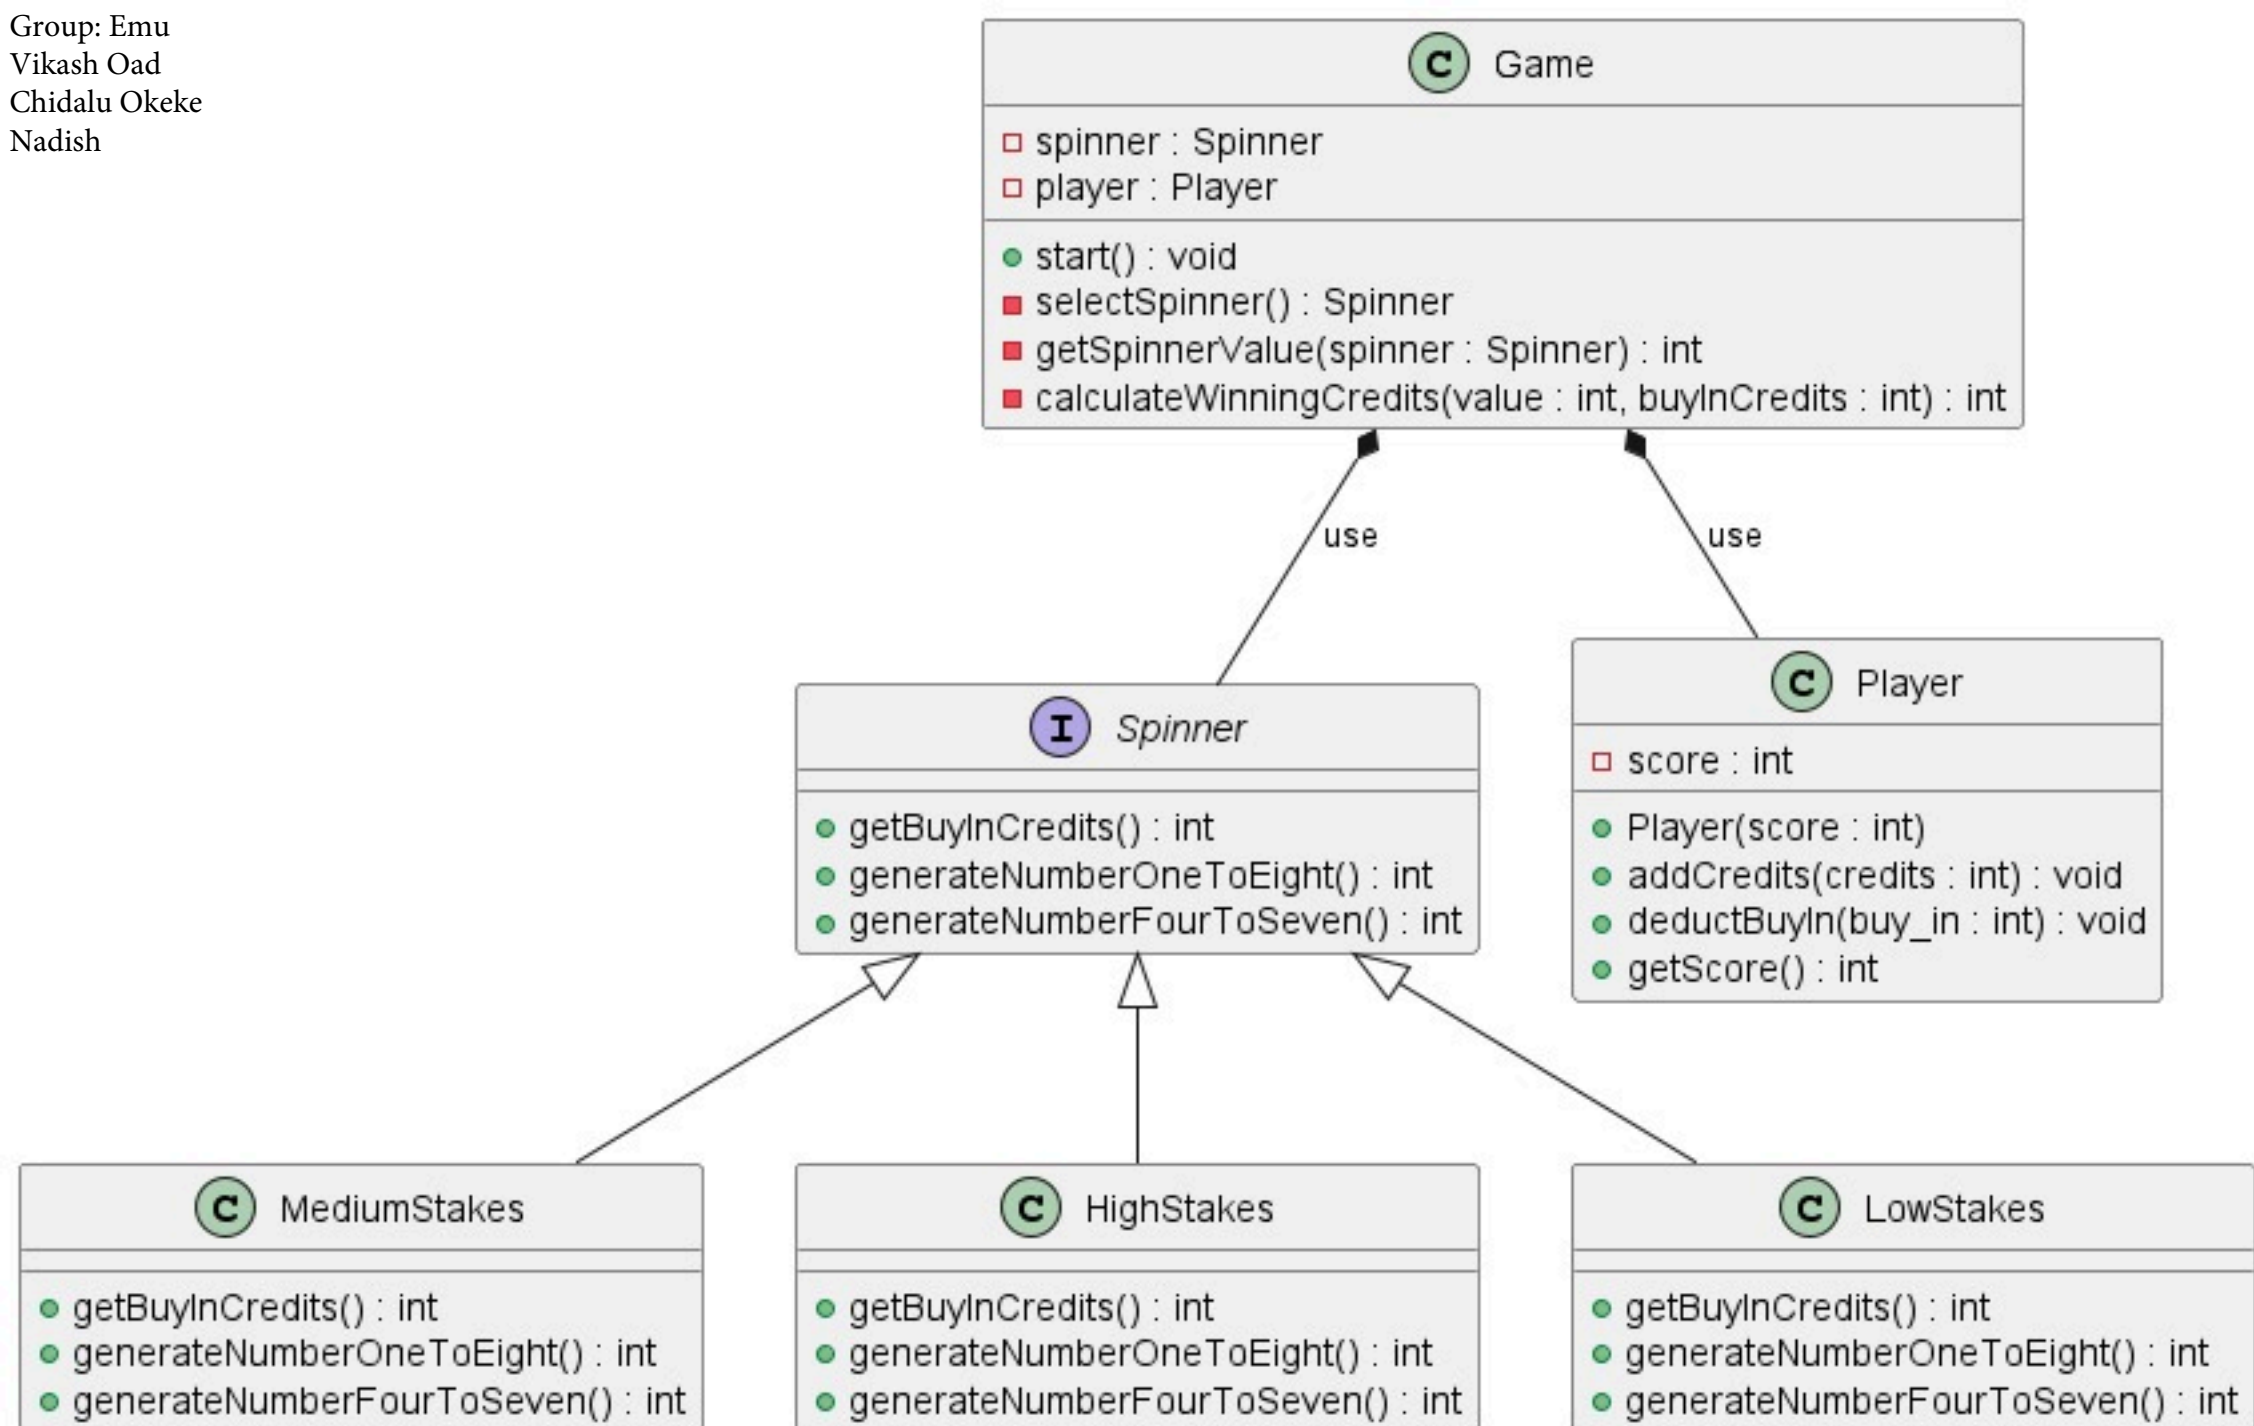 Group: Emu
Vikash Oad
Chidalu Okeke
Nadish
C Game
spinner : Spinner
player : Player
start() : void
selectSpinner() : Spinner
getSpinnerValue(spinner : Spinner) : int
calculateWinningCredits(value : int, buyInCredits : int) : int
use
use
I Spinner
getBuyInCredits() : int
generateNumberOneToEight() : int
generateNumberFourToSeven() : int
C Player
score : int
Player(score : int)
addCredits(credits : int) : void
deductBuyIn(buy_in : int) : void
getScore() : int
C MediumStakes
getBuyInCredits() : int
generateNumberOneToEight() : int
generateNumberFourToSeven() : int
C HighStakes
getBuyInCredits() : int
generateNumberOneToEight() : int
generateNumberFourToSeven() : int
C LowStakes
getBuyInCredits() : int
generateNumberOneToEight() : int
generateNumberFourToSeven() : int